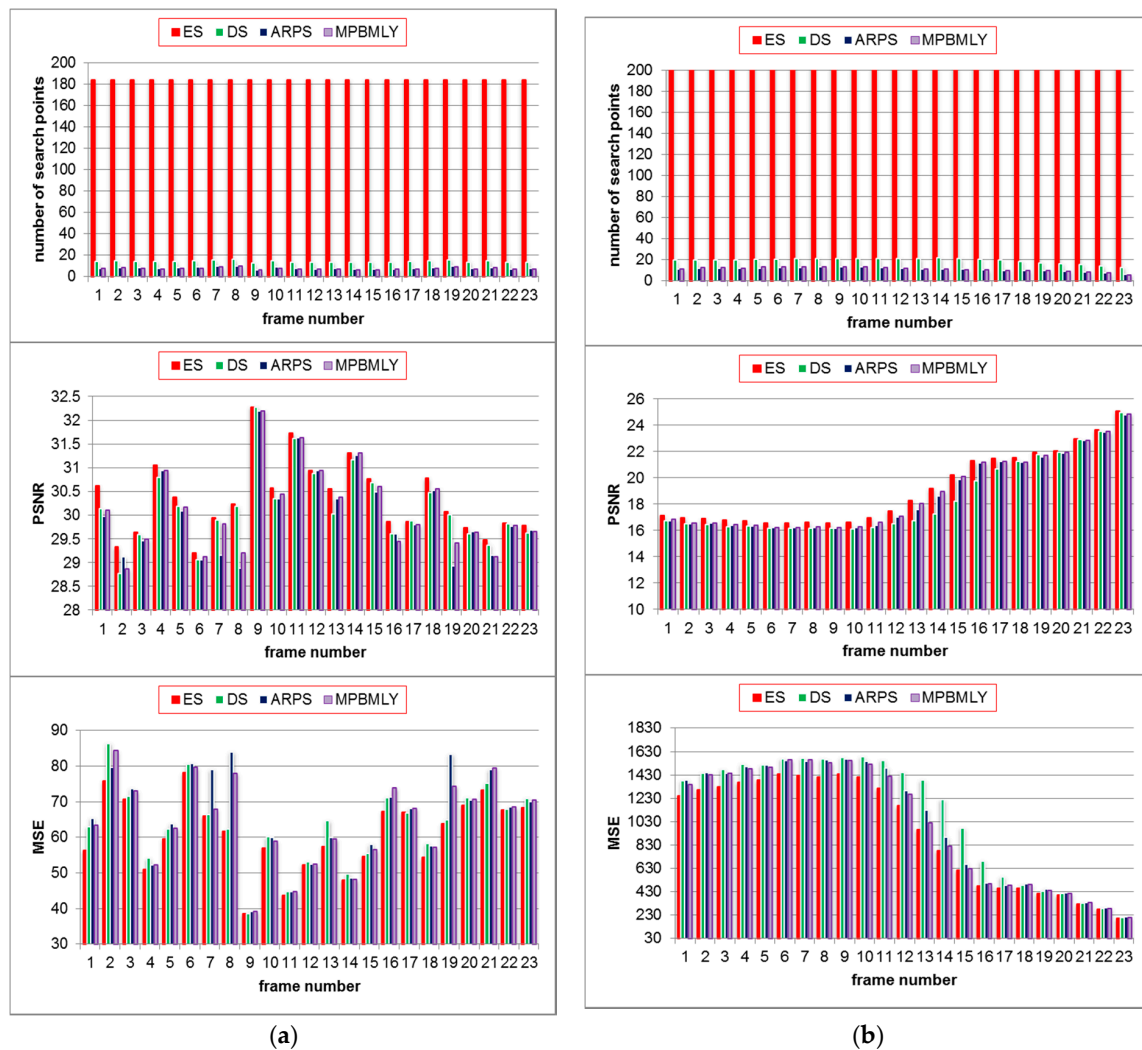 ES DS ARPS MPBMLY
number of search points
200
180
160
140
120
100
80
60
40
20
0
1 2 3 4 5 6 7 8 9 10 11 12 13 14 15 16 17 18 19 20 21 22 23
frame number
ES DS ARPS MPBMLY
PSNR
32.5
32
31.5
31
30.5
30
29.5
29
28.5
28
1 2 3 4 5 6 7 8 9 10 11 12 13 14 15 16 17 18 19 20 21 22 23
frame number
ES DS ARPS MPBMLY
MSE
90
80
70
60
50
40
30
1 2 3 4 5 6 7 8 9 10 11 12 13 14 15 16 17 18 19 20 21 22 23
frame number
(a)
ES DS ARPS MPBMLY
number of search points
200
180
160
140
120
100
80
60
40
20
0
1 2 3 4 5 6 7 8 9 10 11 12 13 14 15 16 17 18 19 20 21 22 23
frame number
ES DS ARPS MPBMLY
PSNR
26
24
22
20
18
16
14
12
10
1 2 3 4 5 6 7 8 9 10 11 12 13 14 15 16 17 18 19 20 21 22 23
frame number
ES DS ARPS MPBMLY
MSE
1830
1630
1430
1230
1030
830
630
430
230
30
1 2 3 4 5 6 7 8 9 10 11 12 13 14 15 16 17 18 19 20 21 22 23
frame number
(b)